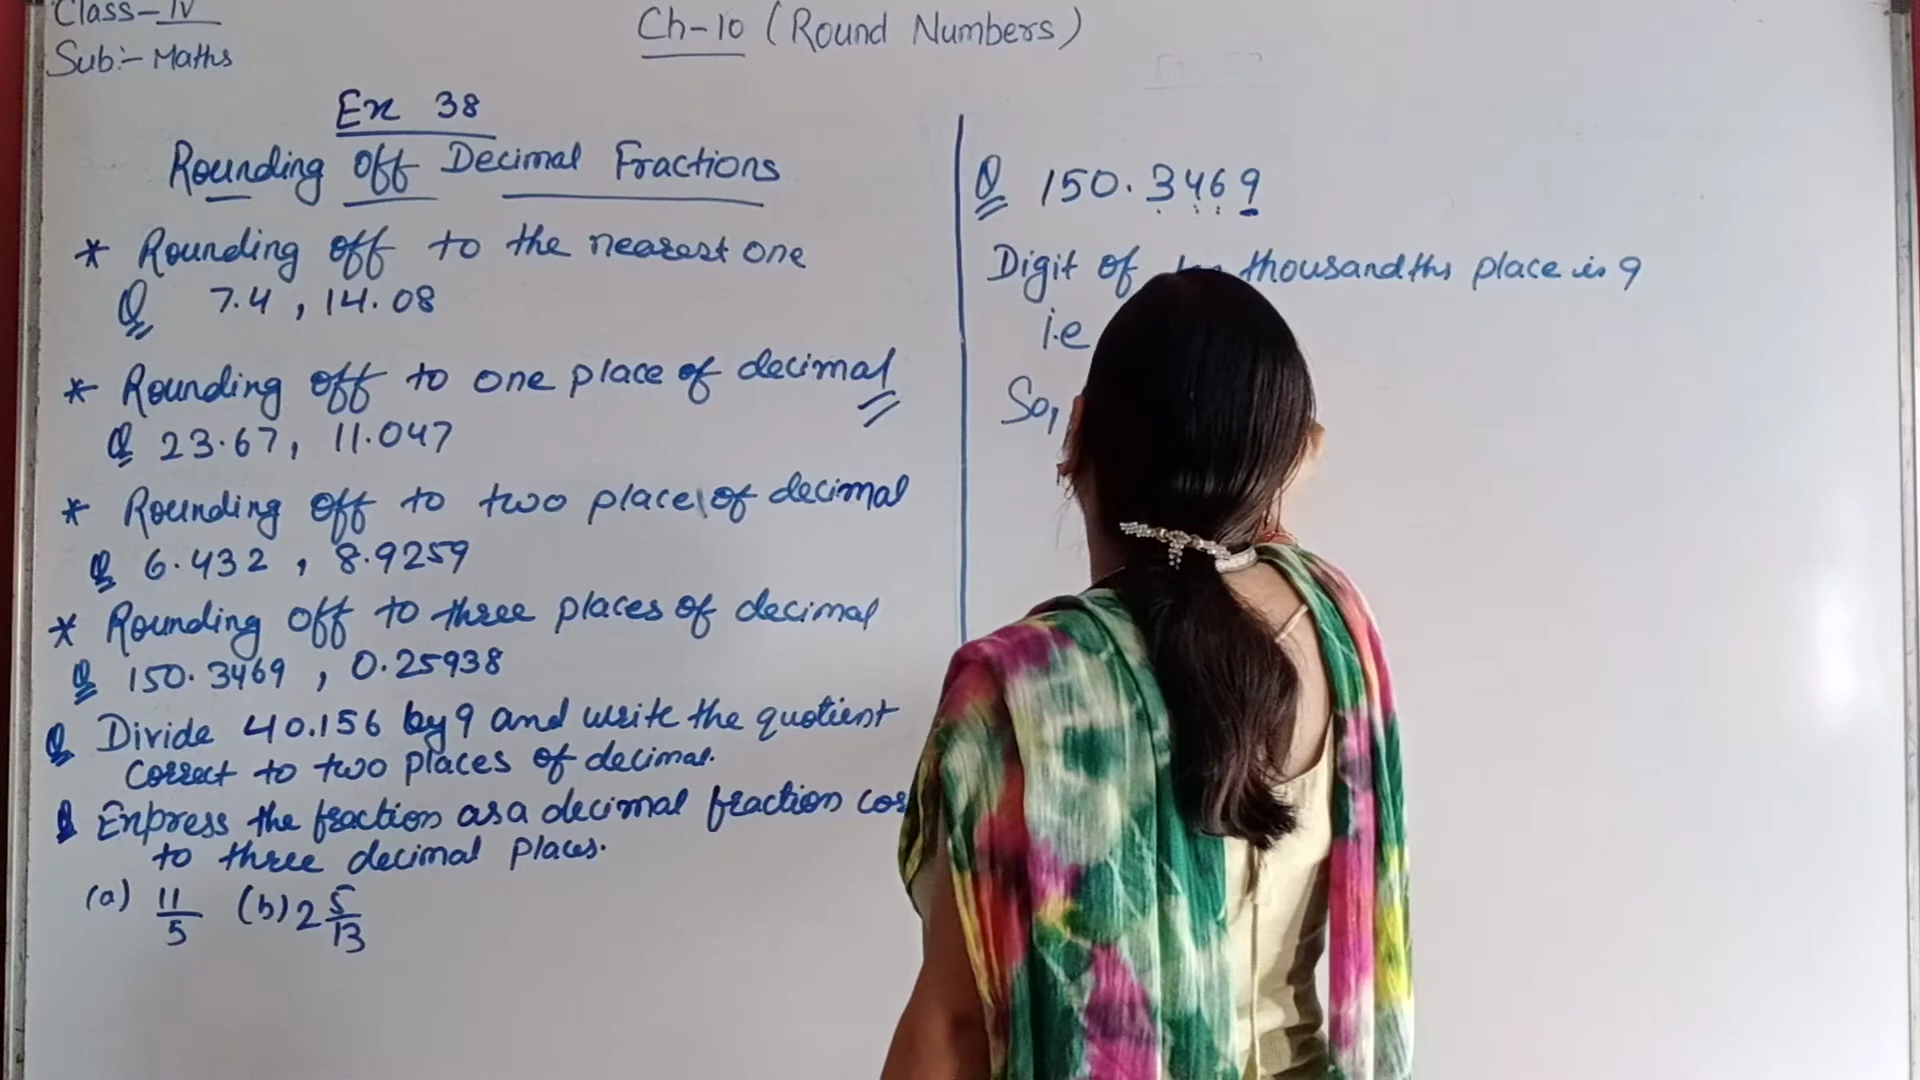 Class-IV
Sub:- Maths
Ch-10 (Round Numbers)
Ex 38
Rounding off Decimal Fractions
* Rounding off to the nearest one
Q 7.4, 14.08
* Rounding off to one place of decimal
Q 23.67, 11.047
* Rounding off to two place of decimal
Q 6.432, 8.9259
* Rounding off to three places of decimal
Q 150.3469, 0.25938
Q Divide 40.156 by 9 and write the quotient
correct to two places of decimal.
Q Express the fraction as a decimal fraction
to three decimal places.
(a) 11/5 (b) 2 5/13
Q 150.3469
Digit of thousandths place is 9
i.e
So,